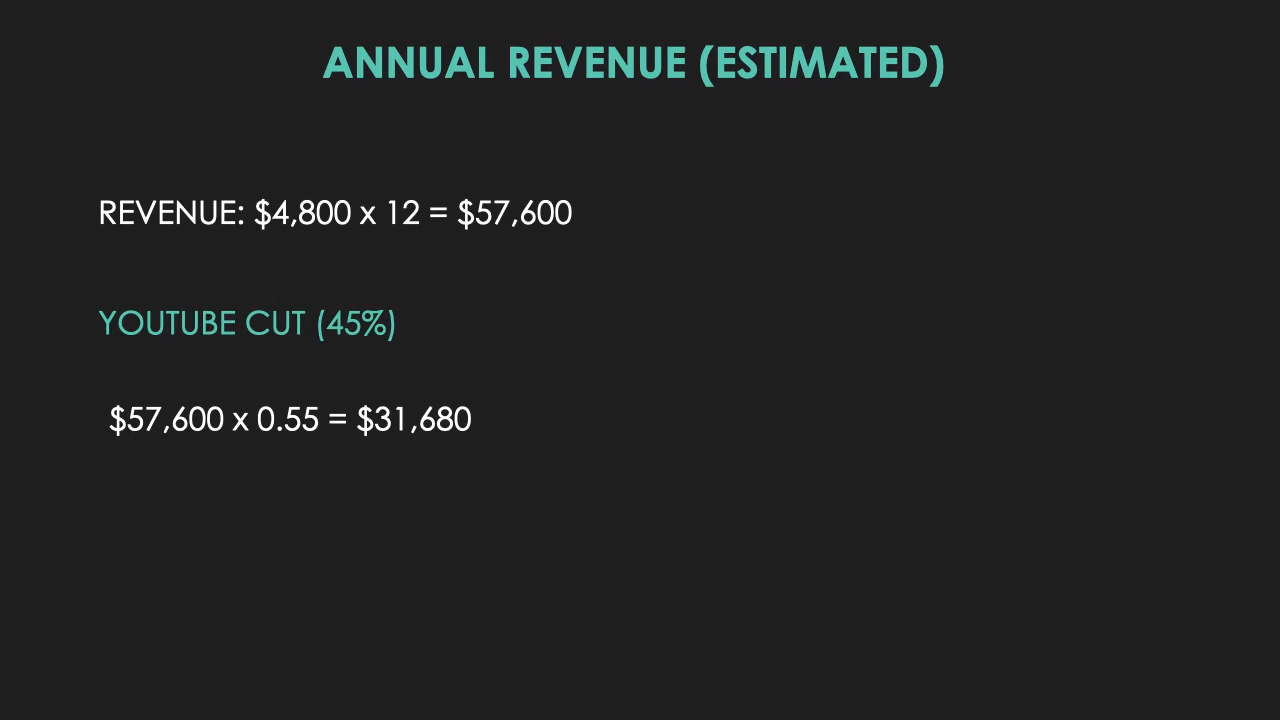 ANNUAL REVENUE (ESTIMATED)
REVENUE: $4,800 x 12 = $57,600
YOUTUBE CUT (45%)
$57,600 x 0.55 = $31,680